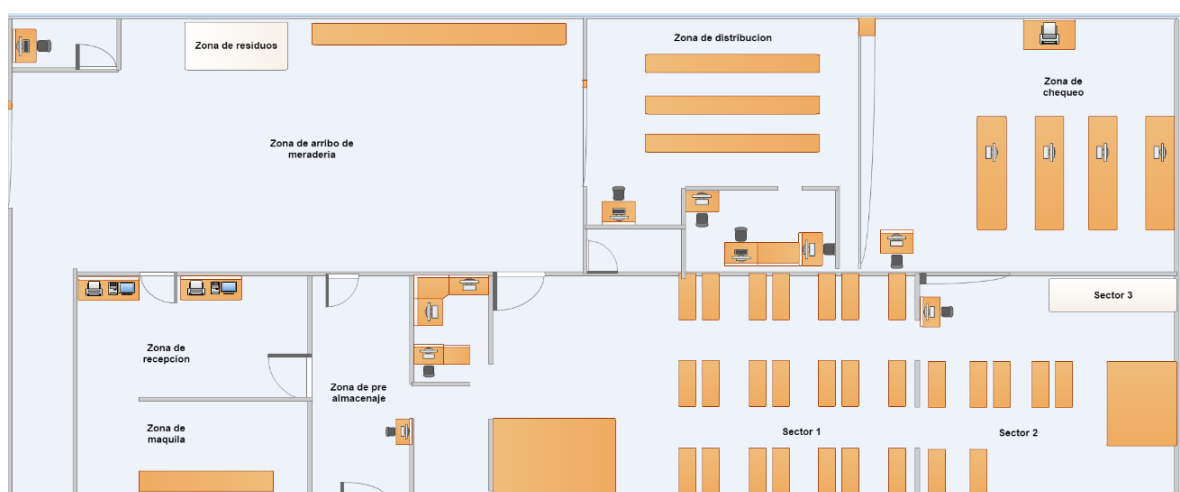 Zona de residuos
Zona de distribucion
Zona de
chequeo
Zona de arribo de
meraderia
Sector 3
Zona de
recepcion
Zona de pre
almacenaje
Zona de
maquila
Sector 1
Sector 2